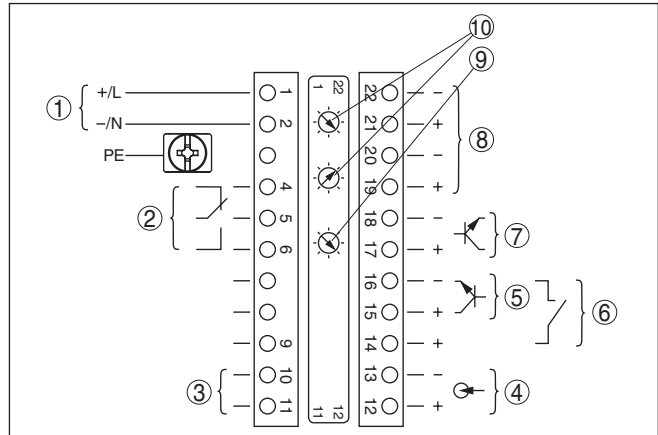 ⑩
⑨
① +/L 1 1 22 22 −
−/N 2 21 + ⑧
PE 20 −
4 19 +
② 5 18 − ⑦
6 17 +
16 − ⑤ ⑥
15 +
9 14 +
③ 10 13 − ④
11 11 12 12 +